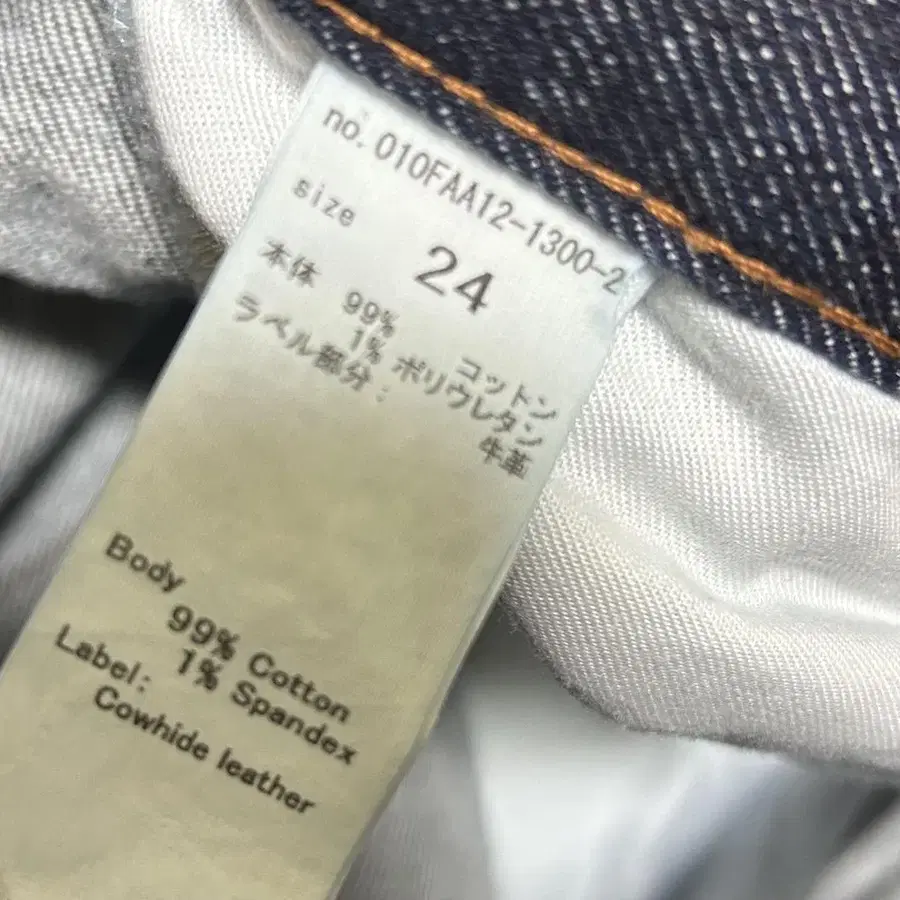 no. 010FAA12-1300-2
size
24
本体 99% コットン
1% ポリウレタン
ラベル部分: 牛革
Body
99% Cotton
1% Spandex
Label:
Cowhide leather